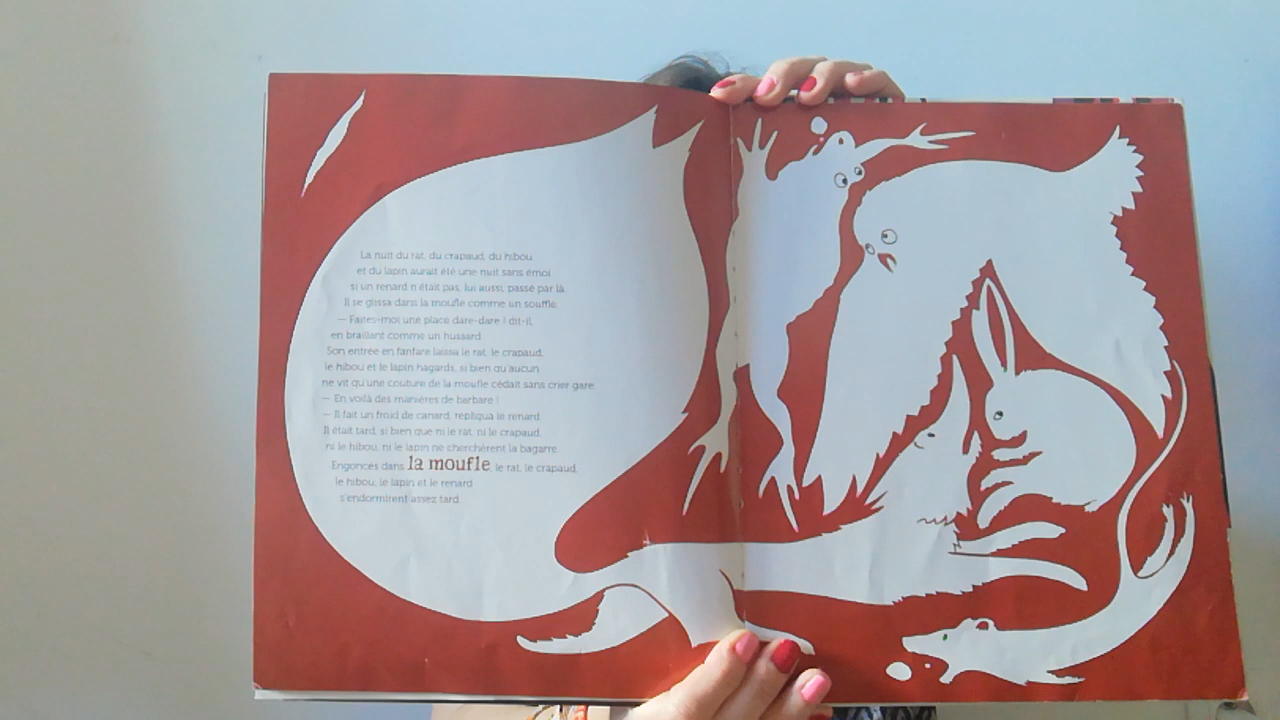 La nuit du rat, du crapaud, du hibou
et du lapin aurait été une nuit sans émoi
si un renard n'était pas, lui aussi, passé par là.
Il se glissa dans la moufle comme un souffle.
— Faites-moi une place dare-dare ! dit-il,
en braillant comme un hussard.
Son entrée en fanfare laissa le rat, le crapaud,
le hibou et le lapin hagards, si bien qu'aucun
ne vit qu'une couture de la moufle cédait sans crier gare.
— En voilà des manières de barbare !
— Il fait un froid de canard, répliqua le renard.
Il était tard, si bien que ni le rat, ni le crapaud,
ni le hibou, ni le lapin ne cherchèrent la bagarre.
Engoncés dans la moufle, le rat, le crapaud,
le hibou, le lapin et le renard
s'endormirent assez tard.